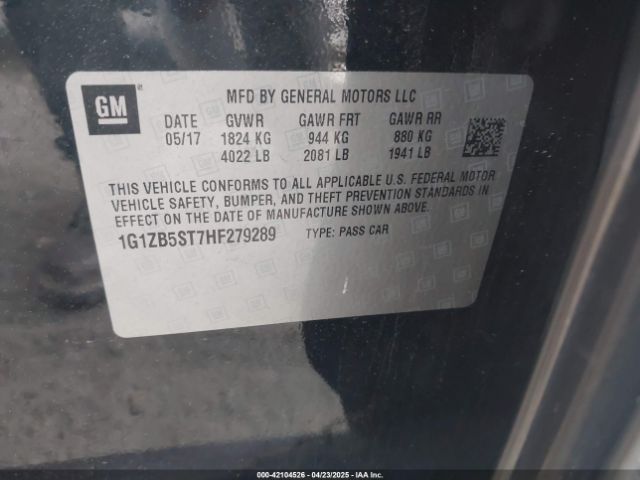 GM
MFD BY GENERAL MOTORS LLC
DATE GVWR GAWR FRT GAWR RR
05/17 1824 KG 944 KG 880 KG
4022 LB 2081 LB 1941 LB
THIS VEHICLE CONFORMS TO ALL APPLICABLE U.S. FEDERAL MOTOR
VEHICLE SAFETY, BUMPER, AND THEFT PREVENTION STANDARDS IN
EFFECT ON THE DATE OF MANUFACTURE SHOWN ABOVE.
1G1ZB5ST7HF279289 TYPE: PASS CAR
000-42104526 - 04/23/2025 - IAA Inc.